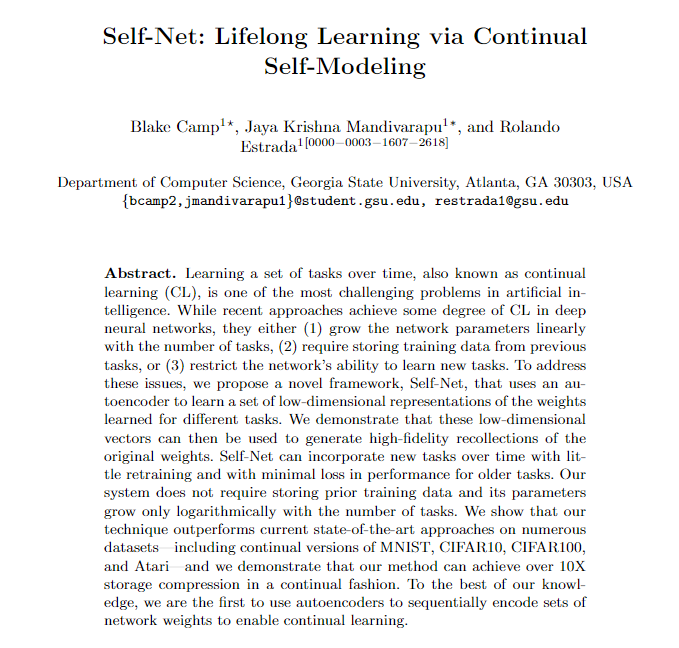 Self-Net: Lifelong Learning via Continual
Self-Modeling
Blake Camp1⋆, Jaya Krishna Mandivarapu1⋆, and Rolando
Estrada1[0000−0003−1607−2618]
Department of Computer Science, Georgia State University, Atlanta, GA 30303, USA
{bcamp2,jmandivarapu1}@student.gsu.edu, restrada1@gsu.edu
Abstract. Learning a set of tasks over time, also known as continual
learning (CL), is one of the most challenging problems in artificial in-
telligence. While recent approaches achieve some degree of CL in deep
neural networks, they either (1) grow the network parameters linearly
with the number of tasks, (2) require storing training data from previous
tasks, or (3) restrict the network's ability to learn new tasks. To address
these issues, we propose a novel framework, Self-Net, that uses an au-
toencoder to learn a set of low-dimensional representations of the weights
learned for different tasks. We demonstrate that these low-dimensional
vectors can then be used to generate high-fidelity recollections of the
original weights. Self-Net can incorporate new tasks over time with lit-
tle retraining and with minimal loss in performance for older tasks. Our
system does not require storing prior training data and its parameters
grow only logarithmically with the number of tasks. We show that our
technique outperforms current state-of-the-art approaches on numerous
datasets—including continual versions of MNIST, CIFAR10, CIFAR100,
and Atari—and we demonstrate that our method can achieve over 10X
storage compression in a continual fashion. To the best of our knowl-
edge, we are the first to use autoencoders to sequentially encode sets of
network weights to enable continual learning.